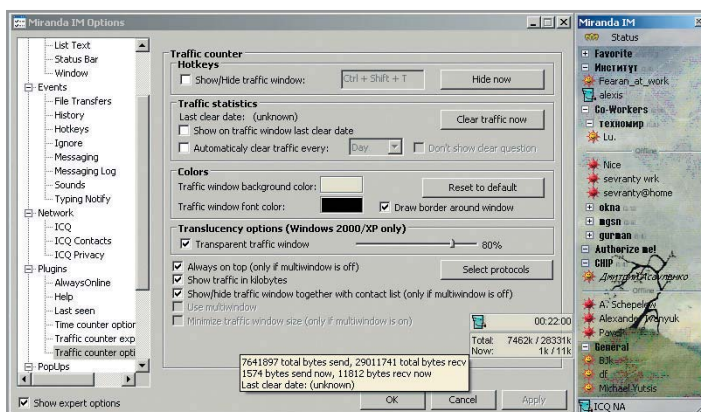 Miranda IM Options
List Text
Status Bar
Window
Events
File Transfers
History
Hotkeys
Ignore
Messaging
Messaging Log
Sounds
Typing Notify
Network
ICQ
ICQ Contacts
ICQ Privacy
Plugins
AlwaysOnline
Help
Last seen
Time counter option
Traffic counter exp
Traffic counter opti
PopUps
Show expert options
Traffic counter
Hotkeys
Show/Hide traffic window: Ctrl + Shift + T Hide now
Traffic statistics
Last clear date: (unknown) Clear traffic now
Show on traffic window last clear date
Automaticaly clear traffic every: Day Don't show clear question
Colors
Traffic window background color: Reset to default
Traffic window font color: Draw border around window
Translucency options (Windows 2000/XP only)
Transparent traffic window 80%
Always on top (only if multiwindow is off) Select protocols
Show traffic in kilobytes
Show/hide traffic window together with contact list (only if multiwindow is off)
Use multiwindow
Minimize traffic window size (only if multiwindow is on)
00:22:00
Total: 7462k / 28331k
Now: 1k / 11k
7641897 total bytes send, 29011741 total bytes recv
1574 bytes send now, 11812 bytes recv now
Last clear date: (unknown)
OK Cancel Apply
Miranda IM
Status
Favorite
Институт
Fearan_at_work
alexis
Co-Workers
техномир
Lu.
Offline
Nice
sevranty wrk
sevranty@home
okna
mgsn
gurman
Authorize me!
CHIP
Дмитрий Асауленко
Offline
A. Schepelev
Alexander Wanyuk
Pavel
General
B3k
df
Michael Yutsis
ICQ NA